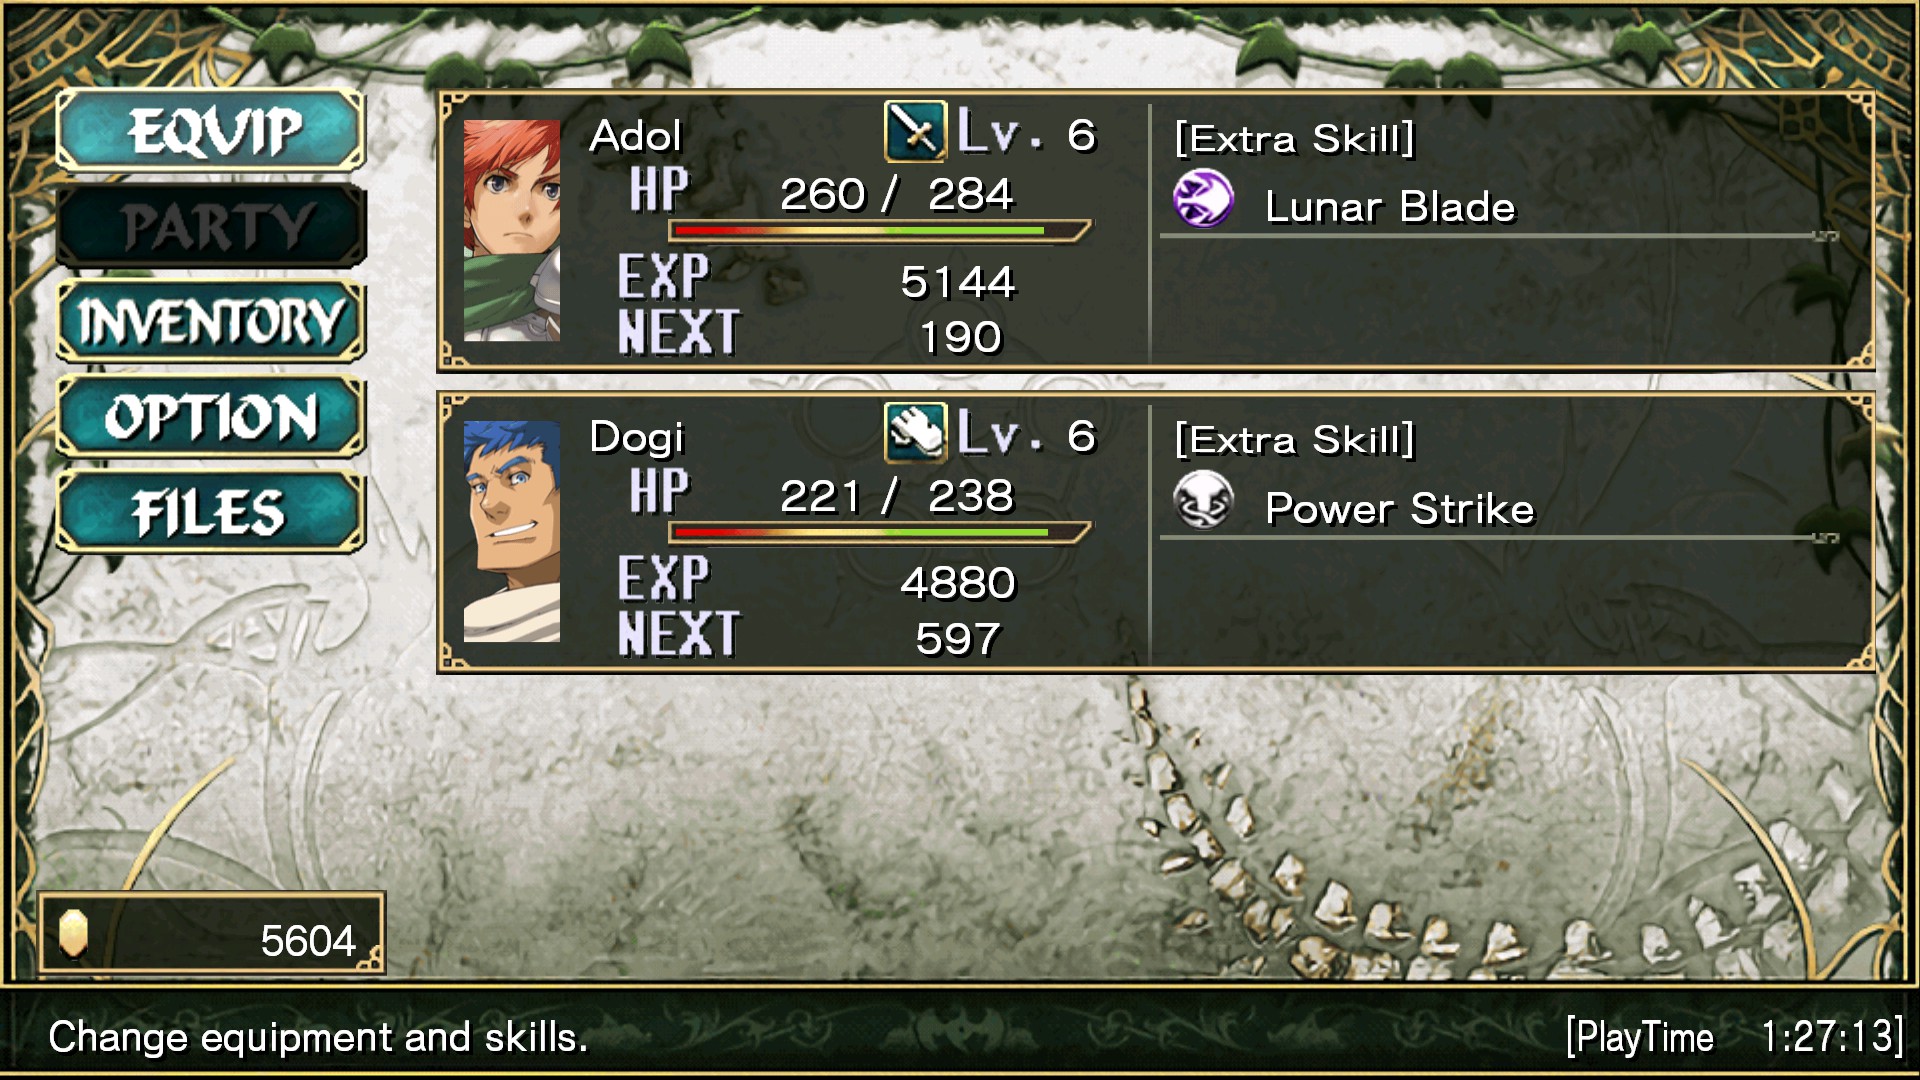 EQUIP
PARTY
INVENTORY
OPTION
FILES
Adol Lv. 6
HP 260 / 284
EXP 5144
NEXT 190
[Extra Skill]
Lunar Blade
Dogi Lv. 6
HP 221 / 238
EXP 4880
NEXT 597
[Extra Skill]
Power Strike
5604
Change equipment and skills.
[PlayTime 1:27:13]